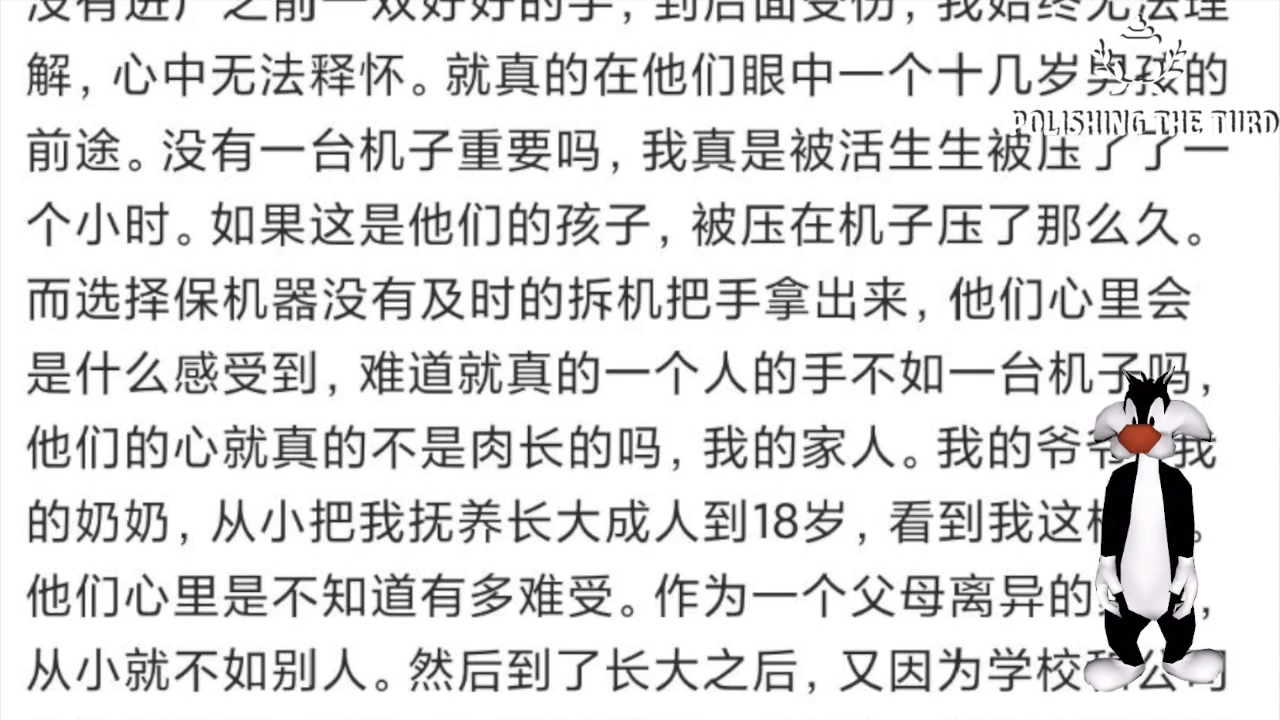 没有进厂之前一双好好的手，到后面受伤，我始终无法理
解，心中无法释怀。就真的在他们眼中一个十几岁男孩的
前途。没有一台机子重要吗，我真是被活生生被压了了一
个小时。如果这是他们的孩子，被压在机子压了那么久。
而选择保机器没有及时的拆机把手拿出来，他们心里会
是什么感受到，难道就真的一个人的手不如一台机子吗，
他们的心就真的不是肉长的吗，我的家人。我的爷爷 我
的奶奶，从小把我抚养长大成人到18岁，看到我这 。
他们心里是不知道有多难受。作为一个父母离异的 ，
从小就不如别人。然后到了长大之后，又因为学校 公司
POLISHING THE TURD